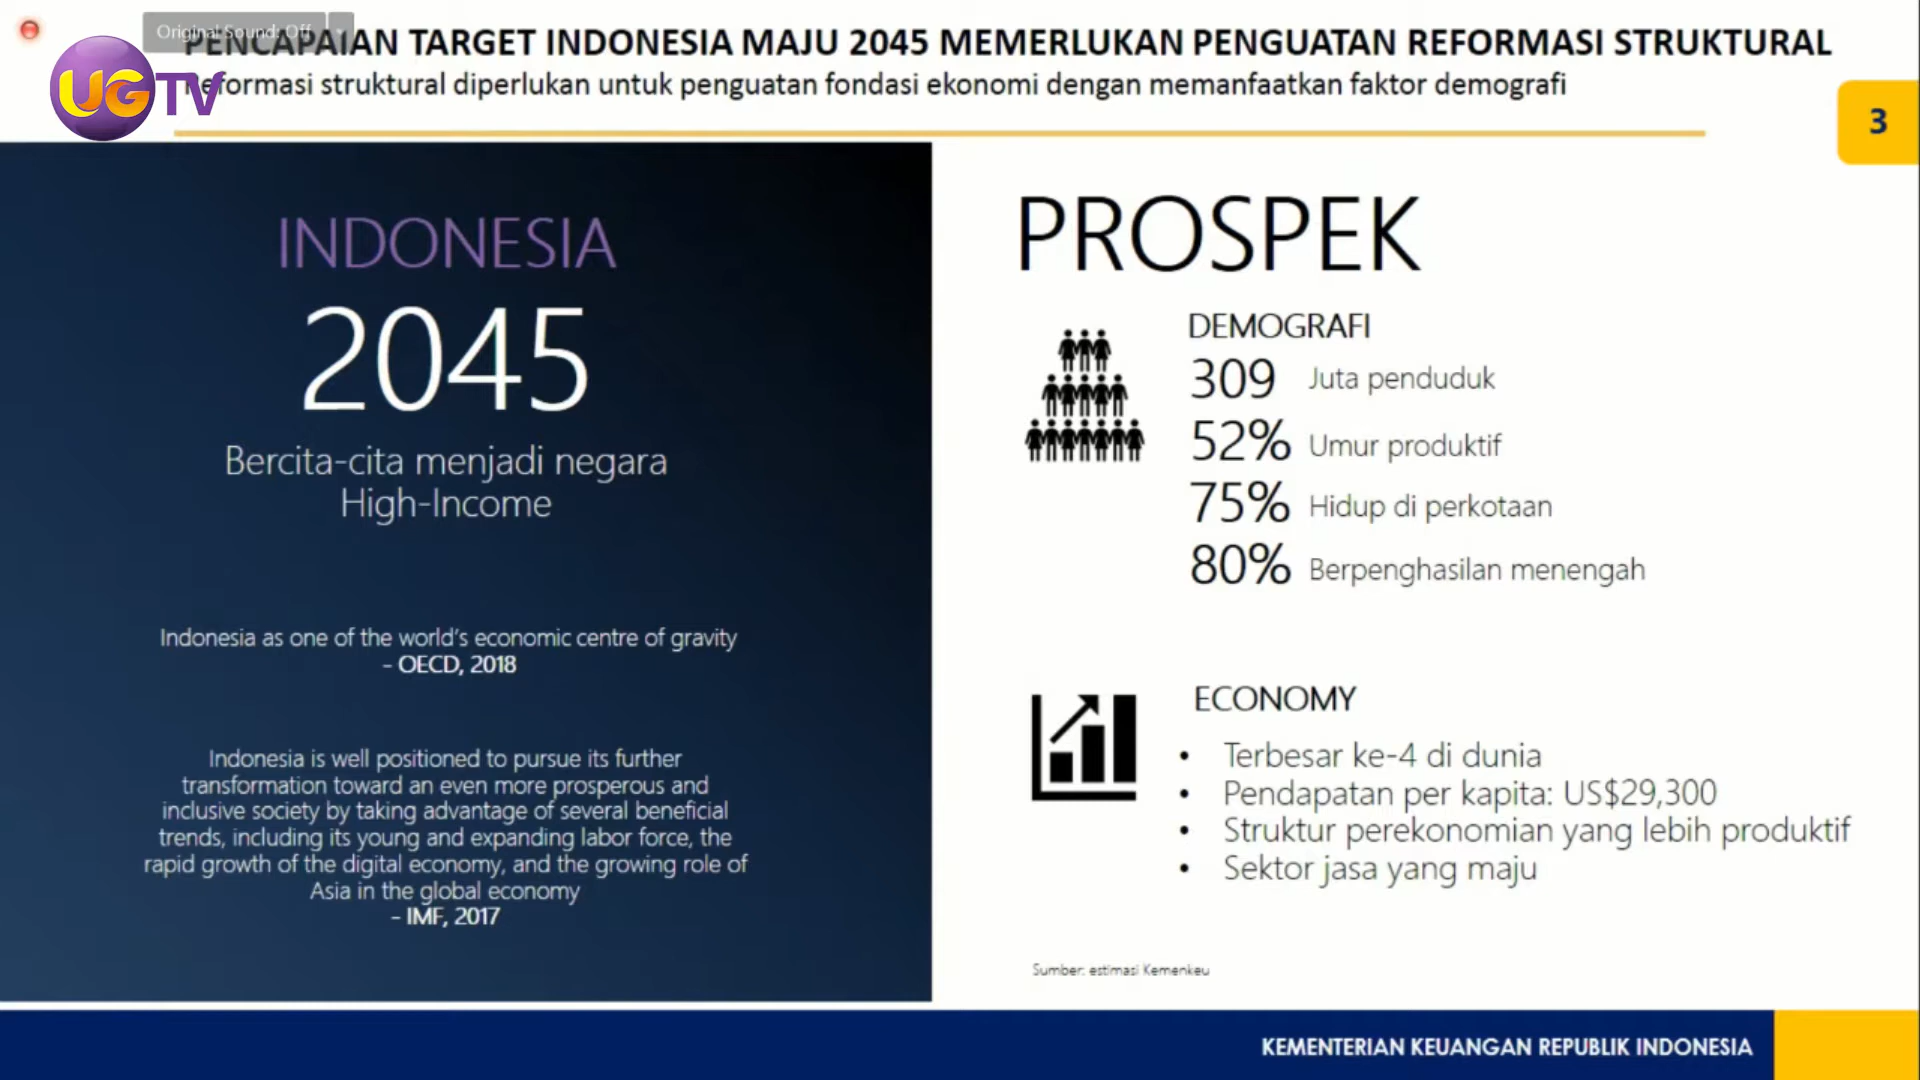 Original Sound: Off
PENCAPAIAN TARGET INDONESIA MAJU 2045 MEMERLUKAN PENGUATAN REFORMASI STRUKTURAL
UGTV
Reformasi struktural diperlukan untuk penguatan fondasi ekonomi dengan memanfaatkan faktor demografi
3
INDONESIA
2045
Bercita-cita menjadi negara
High-Income
Indonesia as one of the world's economic centre of gravity
- OECD, 2018
Indonesia is well positioned to pursue its further
transformation toward an even more prosperous and
inclusive society by taking advantage of several beneficial
trends, including its young and expanding labor force, the
rapid growth of the digital economy, and the growing role of
Asia in the global economy
- IMF, 2017
PROSPEK
DEMOGRAFI
309 Juta penduduk
52% Umur produktif
75% Hidup di perkotaan
80% Berpenghasilan menengah
ECONOMY
• Terbesar ke-4 di dunia
• Pendapatan per kapita: US$29,300
• Struktur perekonomian yang lebih produktif
• Sektor jasa yang maju
Sumber: estimasi Kemenkeu
KEMENTERIAN KEUANGAN REPUBLIK INDONESIA